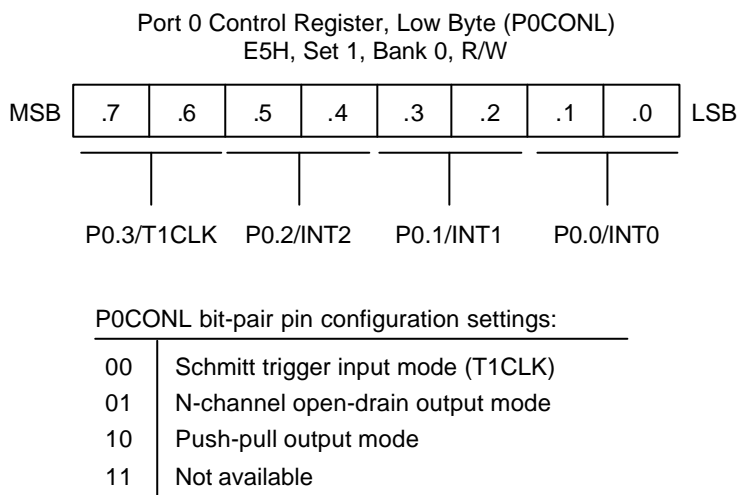 Port 0 Control Register, Low Byte (P0CONL)
E5H, Set 1, Bank 0, R/W
MSB .7 .6 .5 .4 .3 .2 .1 .0 LSB
P0.3/T1CLK P0.2/INT2 P0.1/INT1 P0.0/INT0
P0CONL bit-pair pin configuration settings:
00 Schmitt trigger input mode (T1CLK)
01 N-channel open-drain output mode
10 Push-pull output mode
11 Not available